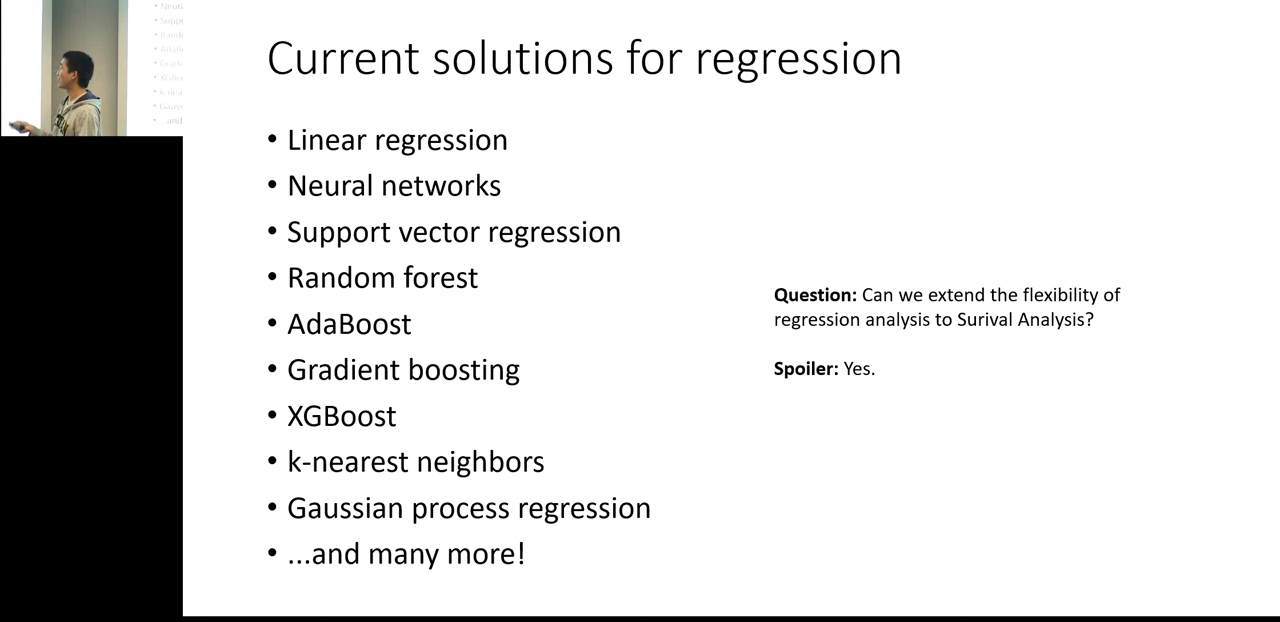 Current solutions for regression
• Linear regression
• Neural networks
• Support vector regression
• Random forest
• AdaBoost
• Gradient boosting
• XGBoost
• k-nearest neighbors
• Gaussian process regression
• ...and many more!
Question: Can we extend the flexibility of
regression analysis to Surival Analysis?
Spoiler: Yes.